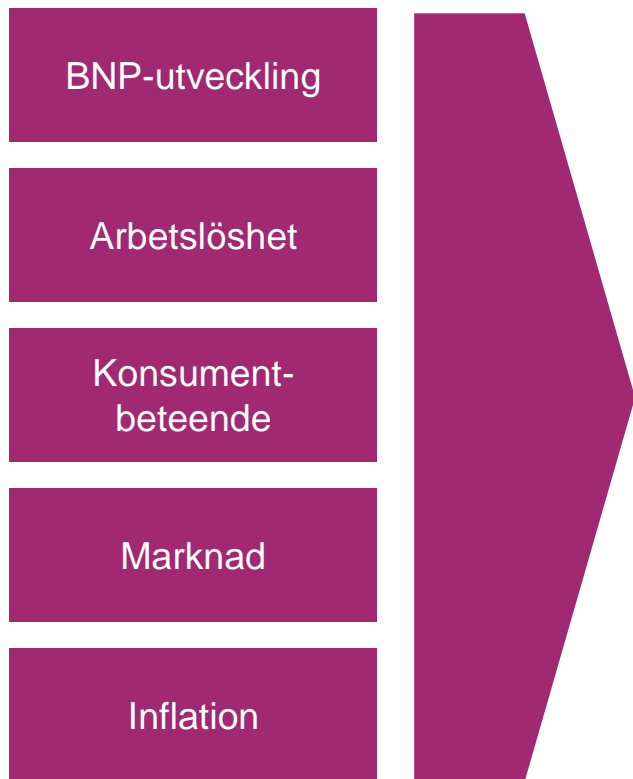 BNP-utveckling
Arbetslöshet
Konsument-
beteende
Marknad
Inflation